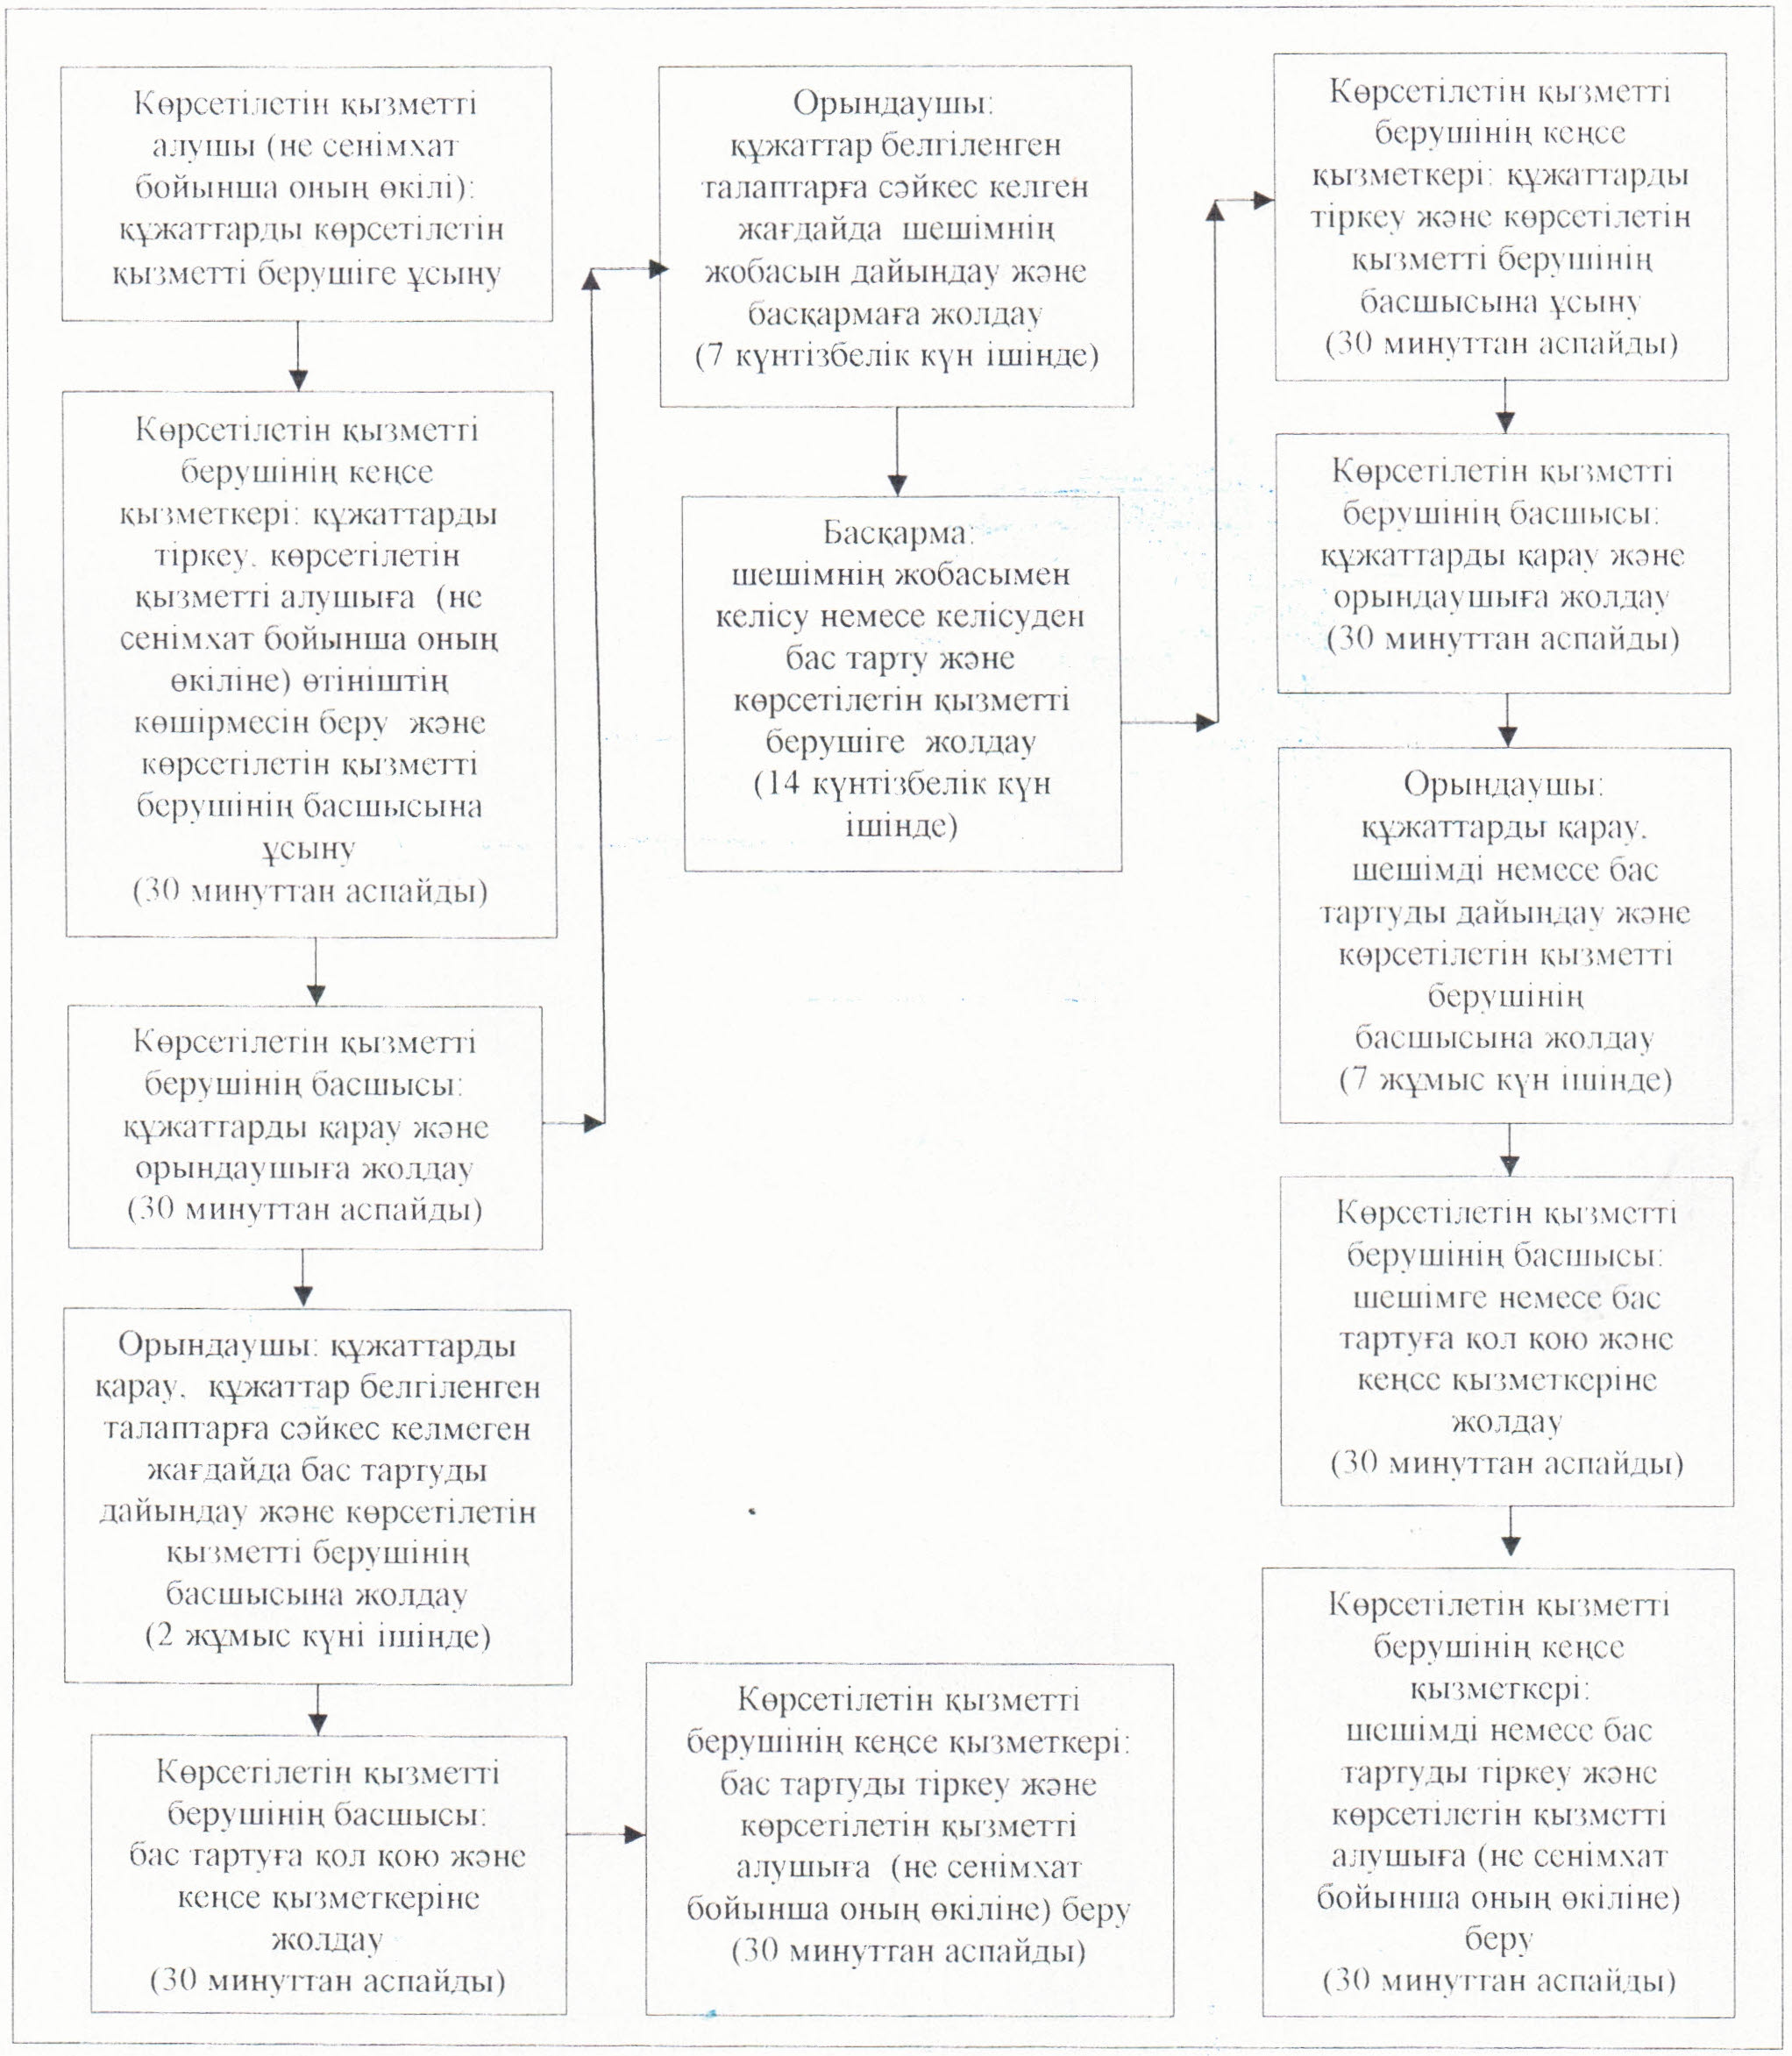 Көрсетілетін қызметті
алушы (не сенімхат
бойынша оның өкілі):
құжаттарды көрсетілетін
қызметті берушіге ұсыну
Көрсетілетін қызметті
берушінің кеңсе
қызметкері: құжаттарды
тіркеу, көрсетілетін
қызметті алушыға (не
сенімхат бойынша оның
өкіліне) өтініштің
көшірмесін беру және
көрсетілетін қызметті
берушінің басшысына
ұсыну
(30 минуттан аспайды)
Көрсетілетін қызметті
берушінің басшысы:
құжаттарды қарау және
орындаушыға жолдау
(30 минуттан аспайды)
Орындаушы: құжаттарды
қарау, құжаттар белгіленген
талаптарға сәйкес келмеген
жағдайда бас тартуды
дайындау және көрсетілетін
қызметті берушінің
басшысына жолдау
(2 жұмыс күні ішінде)
Көрсетілетін қызметті
берушінің басшысы:
бас тартуға қол қою және
кеңсе қызметкеріне
жолдау
(30 минуттан аспайды)
Көрсетілетін қызметті
берушінің кеңсе қызметкері:
бас тартуды тіркеу және
көрсетілетін қызметті
алушыға (не сенімхат
бойынша оның өкіліне) беру
(30 минуттан аспайды)
Орындаушы:
құжаттар белгіленген
талаптарға сәйкес келген
жағдайда шешімнің
жобасын дайындау және
басқармаға жолдау
(7 күнтізбелік күн ішінде)
Басқарма:
шешімнің жобасымен
келісу немесе келісуден
бас тарту және
көрсетілетін қызметті
берушіге жолдау
(14 күнтізбелік күн
ішінде)
Көрсетілетін қызметті
берушінің кеңсе
қызметкері: құжаттарды
тіркеу және көрсетілетін
қызметті берушінің
басшысына ұсыну
(30 минуттан аспайды)
Көрсетілетін қызметті
берушінің басшысы:
құжаттарды қарау және
орындаушыға жолдау
(30 минуттан аспайды)
Орындаушы:
құжаттарды қарау,
шешімді немесе бас
тартуды дайындау және
көрсетілетін қызметті
берушінің
басшысына жолдау
(7 жұмыс күн ішінде)
Көрсетілетін қызметті
берушінің басшысы:
шешімге немесе бас
тартуға қол қою және
кеңсе қызметкеріне
жолдау
(30 минуттан аспайды)
Көрсетілетін қызметті
берушінің кеңсе
қызметкері:
шешімді немесе бас
тартуды тіркеу және
көрсетілетін қызметті
алушыға (не сенімхат
бойынша оның өкіліне)
беру
(30 минуттан аспайды)